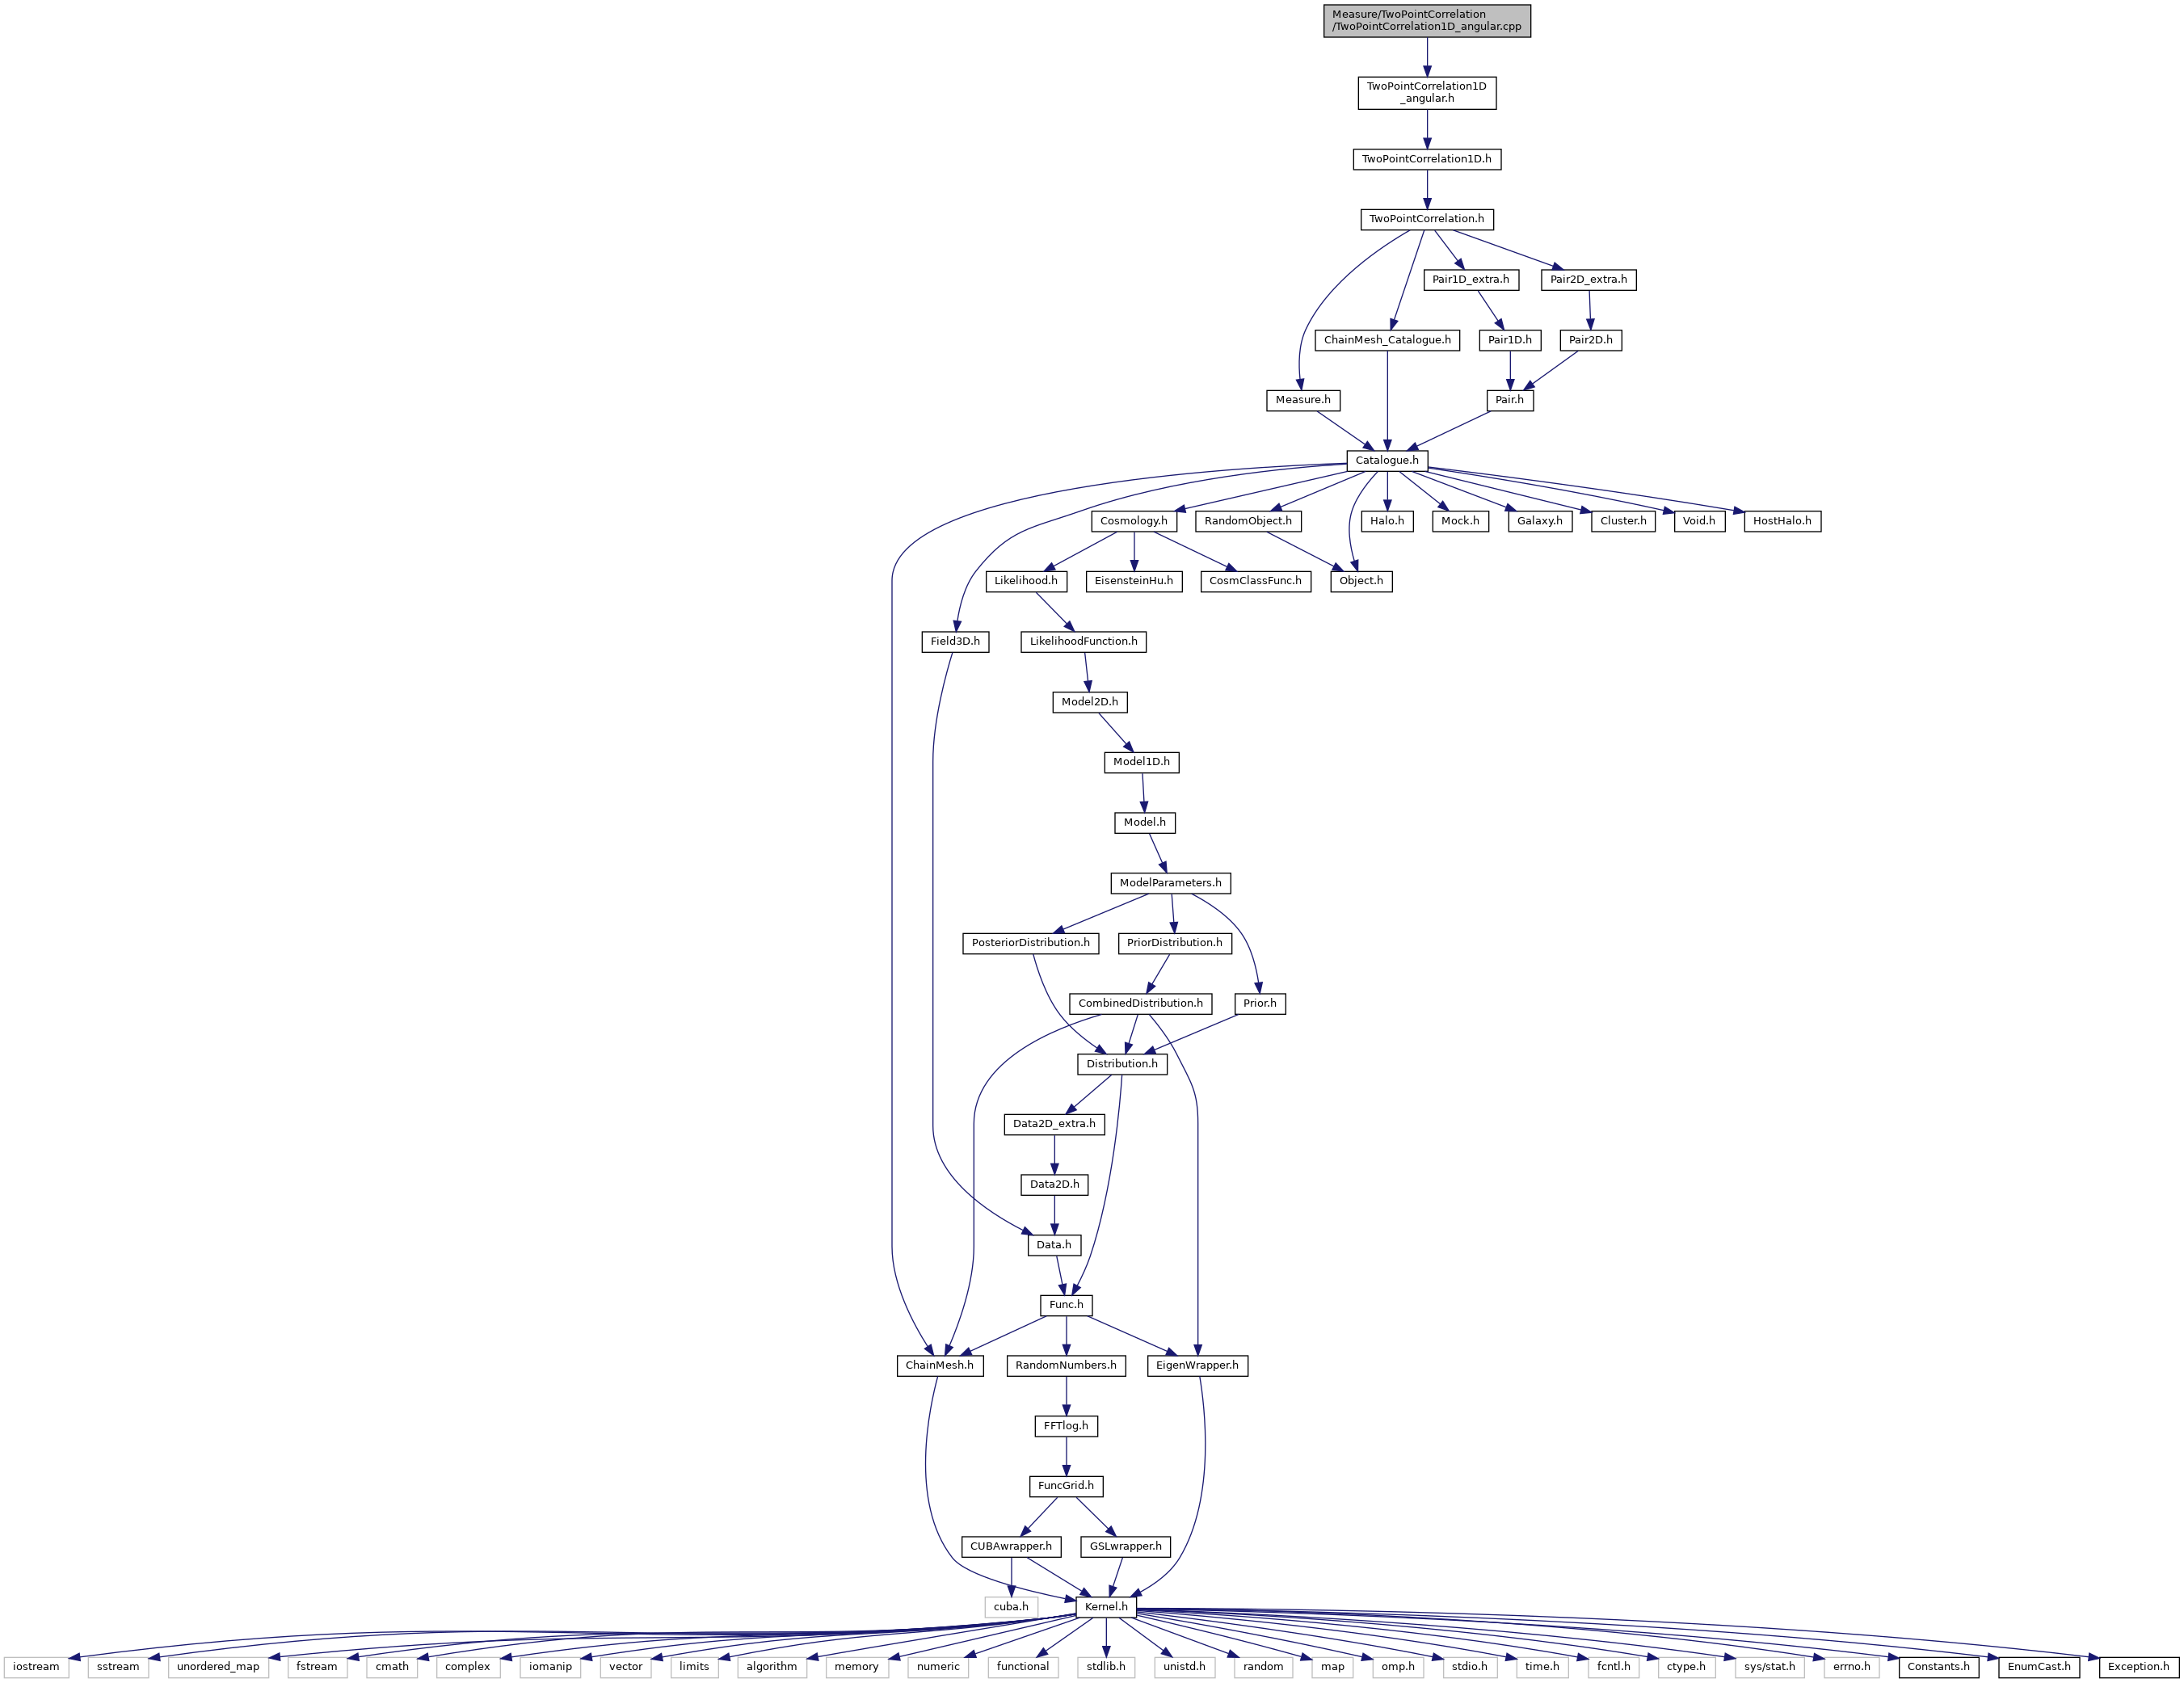 Measure/TwoPointCorrelation
/TwoPointCorrelation1D_angular.cpp
TwoPointCorrelation1D
_angular.h
TwoPointCorrelation1D.h
TwoPointCorrelation.h
Pair1D_extra.h
Pair2D_extra.h
ChainMesh_Catalogue.h
Pair1D.h
Pair2D.h
Measure.h
Pair.h
Catalogue.h
Cosmology.h
RandomObject.h
Halo.h
Mock.h
Galaxy.h
Cluster.h
Void.h
HostHalo.h
Likelihood.h
EisensteinHu.h
CosmClassFunc.h
Object.h
Field3D.h
LikelihoodFunction.h
Model2D.h
Model1D.h
Model.h
ModelParameters.h
PosteriorDistribution.h
PriorDistribution.h
CombinedDistribution.h
Prior.h
Distribution.h
Data2D_extra.h
Data2D.h
Data.h
Func.h
ChainMesh.h
RandomNumbers.h
EigenWrapper.h
FFTlog.h
FuncGrid.h
CUBAwrapper.h
GSLwrapper.h
cuba.h
Kernel.h
iostream
sstream
unordered_map
fstream
cmath
complex
iomanip
vector
limits
algorithm
memory
numeric
functional
stdlib.h
unistd.h
random
map
omp.h
stdio.h
time.h
fcntl.h
ctype.h
sys/stat.h
errno.h
Constants.h
EnumCast.h
Exception.h